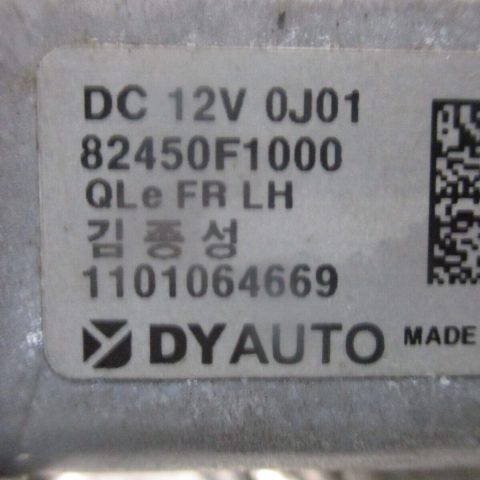 DC 12V 0J01
82450F1000
QLe FR LH
김종성
1101064669
DYAUTO MADE